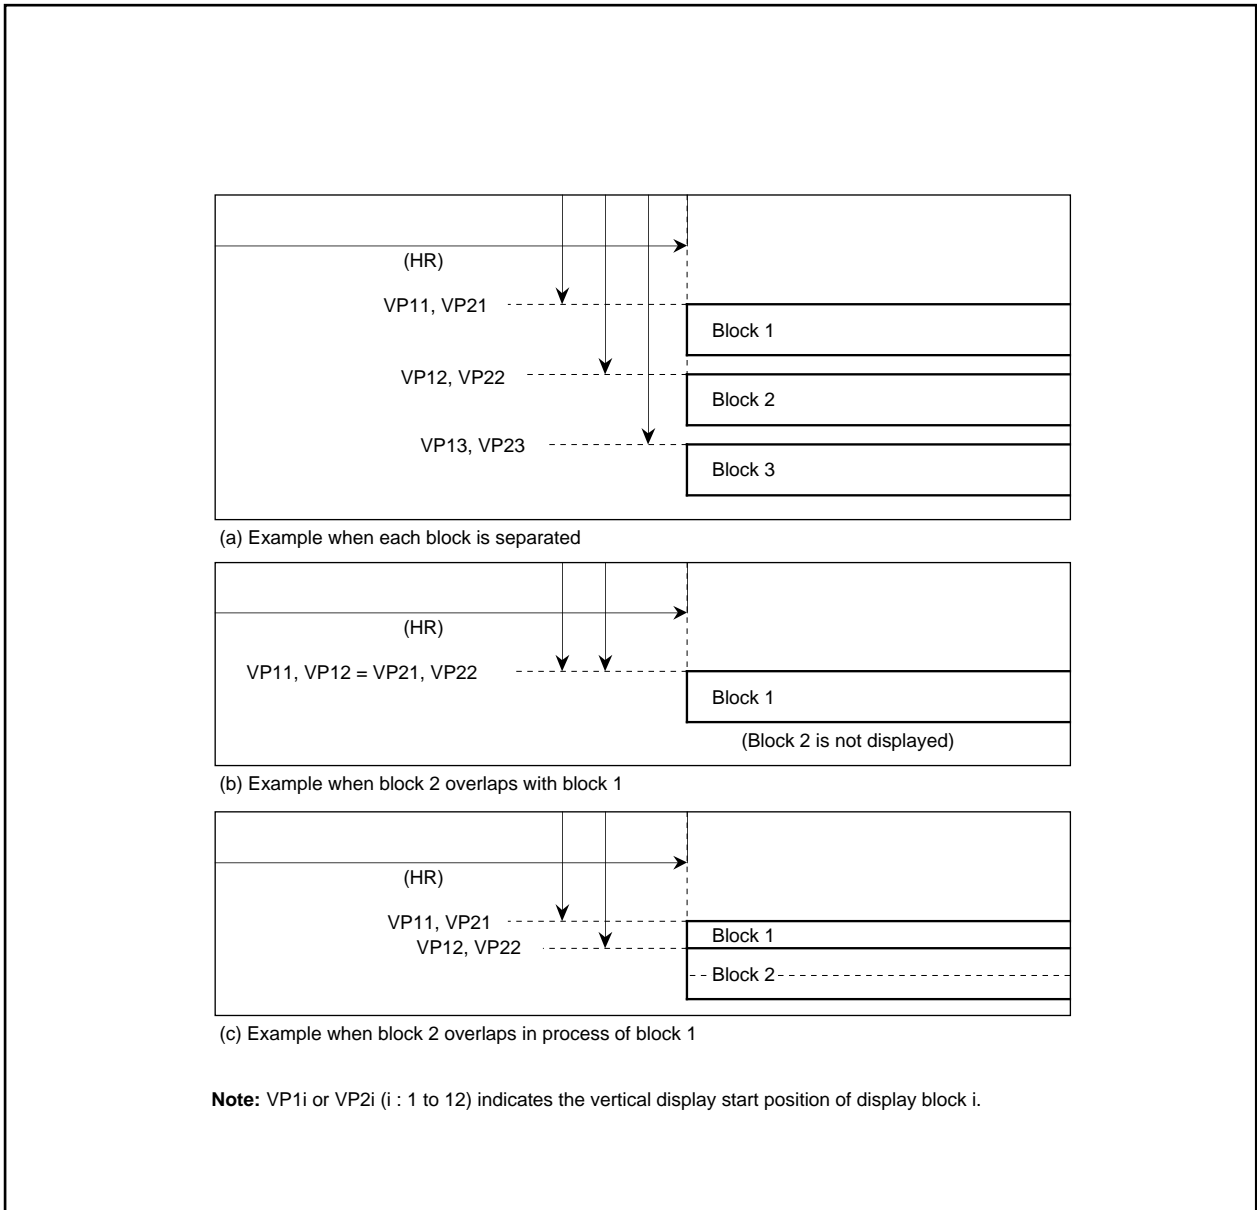 (HR)
VP11, VP21
Block 1
VP12, VP22
Block 2
VP13, VP23
Block 3
(a) Example when each block is separated
(HR)
VP11, VP12 = VP21, VP22
Block 1
(Block 2 is not displayed)
(b) Example when block 2 overlaps with block 1
(HR)
VP11, VP21
Block 1
VP12, VP22
Block 2
(c) Example when block 2 overlaps in process of block 1
Note: VP1i or VP2i (i : 1 to 12) indicates the vertical display start position of display block i.